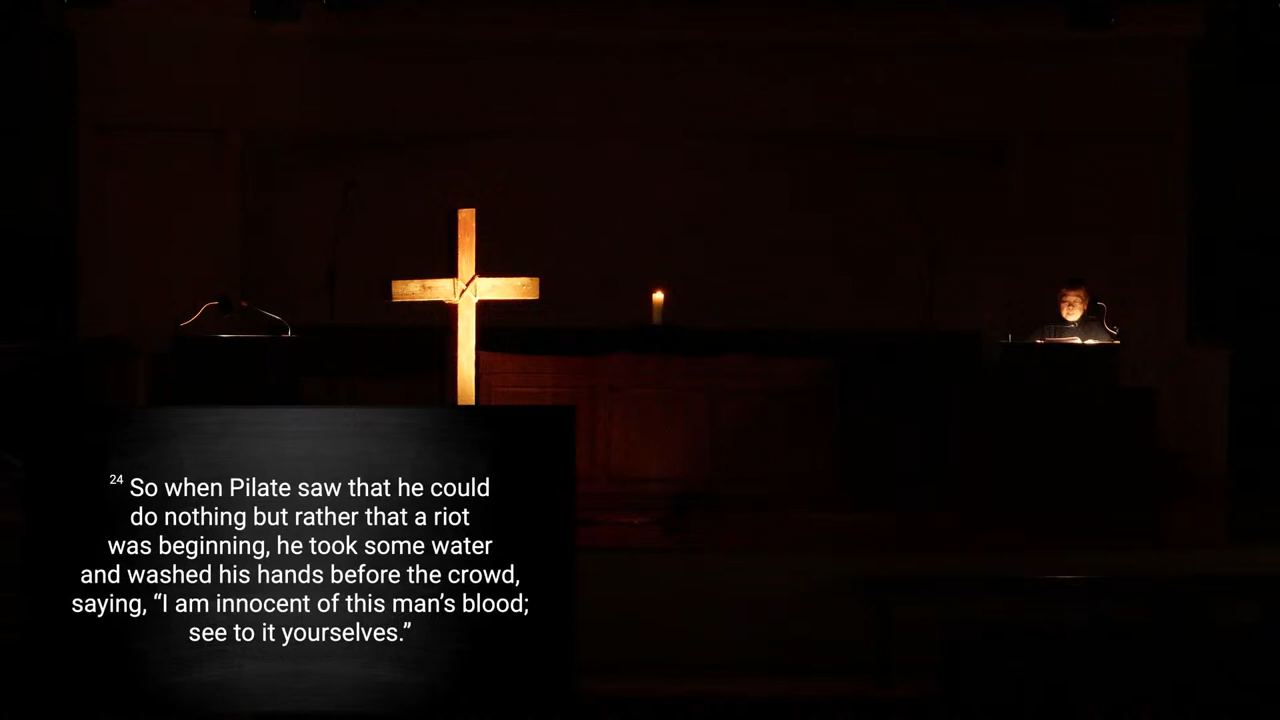 24 So when Pilate saw that he could
do nothing but rather that a riot
was beginning, he took some water
and washed his hands before the crowd,
saying, “I am innocent of this man’s blood;
see to it yourselves.”